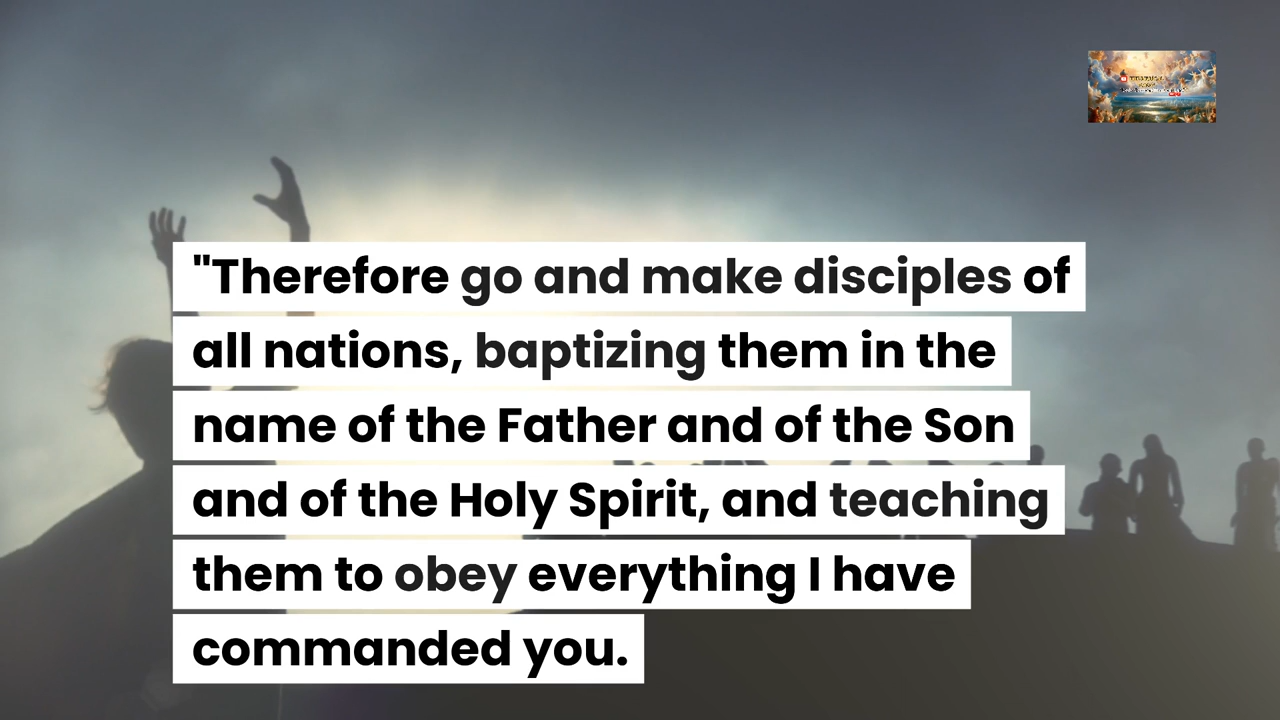 "Therefore go and make disciples of
all nations, baptizing them in the
name of the Father and of the Son
and of the Holy Spirit, and teaching
them to obey everything I have
commanded you.